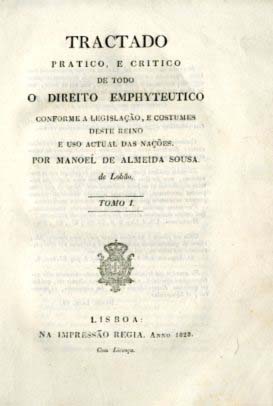 TRACTADO
PRATICO, E CRITICO
DE TODO
O DIREITO EMPHYTEUTICO
CONFORME A LEGISLAÇÃO, E COSTUMES
DESTE REINO
E USO ACTUAL DAS NAÇÕES.
POR MANOEL DE ALMEIDA SOUSA
de Lobão.
TOMO I.
LISBOA:
NA IMPRESSÃO REGIA. Anno 1828.
Com Licença.